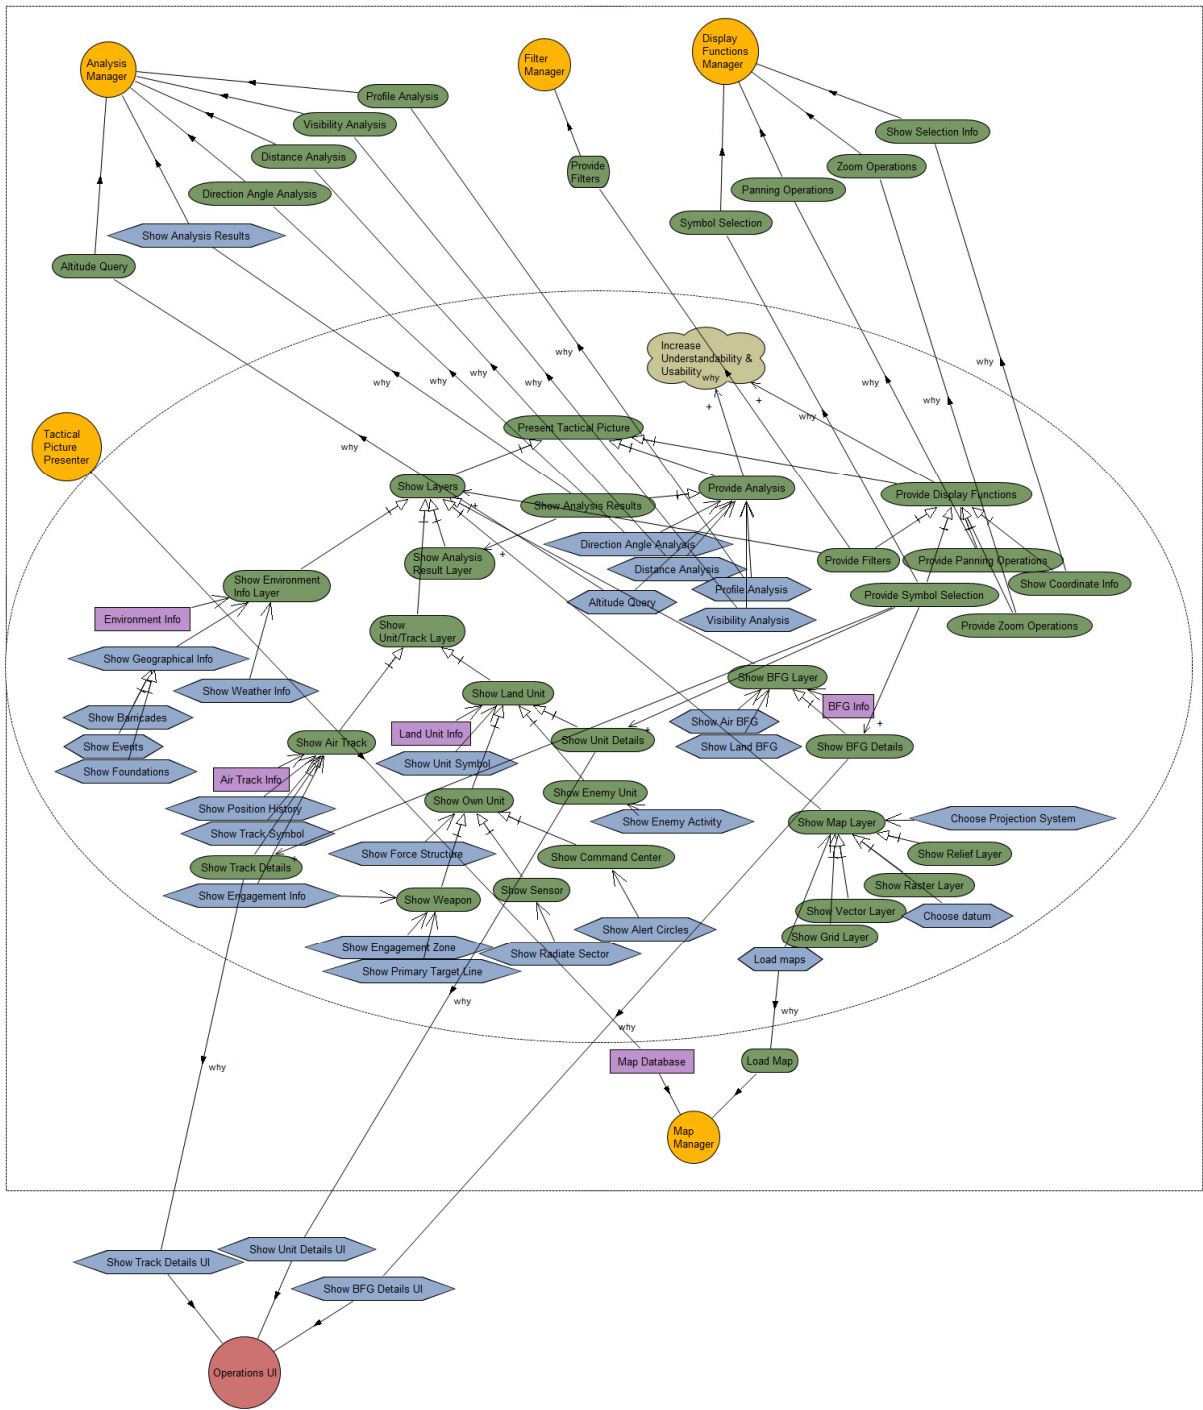 Analysis
Manager
Filter
Manager
Display
Functions
Manager
Profile Analysis
Visibility Analysis
Show Selection Info
Distance Analysis
Provide
Filters
Zoom Operations
Direction Angle Analysis
Panning Operations
Symbol Selection
Show Analysis Results
Altitude Query
Increase
Understandability &
Usability
why
why
why
why
why
why
why
why
why
+
+
Tactical
Picture
Presenter
Present Tactical Picture
why
Show Layers
Provide Analysis
Provide Display Functions
Show Analysis Results
+
Direction Angle Analysis
Show Analysis
Result Layer
+
Provide Filters
Provide Panning Operations
Distance Analysis
Show Environment
Info Layer
Show Coordinate Info
Profile Analysis
Provide Symbol Selection
Altitude Query
Environment Info
Visibility Analysis
Provide Zoom Operations
Show
Unit/Track Layer
Show Geographical Info
Show BFG Layer
Show Weather Info
Show Land Unit
BFG Info
Show Barricades
Show Air BFG
+
Land Unit Info
+
Show Events
Show Air Track
Show Unit Details
Show Land BFG
Show BFG Details
Show Foundations
Air Track Info
Show Unit Symbol
Show Position History
Show Own Unit
Show Enemy Unit
Show Track Symbol
Show Enemy Activity
Show Map Layer
Choose Projection System
+
Show Force Structure
Show Command Center
Show Relief Layer
Show Track Details
Show Raster Layer
Show Engagement Info
Show Weapon
Show Sensor
Show Vector Layer
Choose datum
Show Alert Circles
Show Grid Layer
Show Engagement Zone
Show Radiate Sector
Load maps
Show Primary Target Line
why
why
why
why
Map Database
Load Map
Map
Manager
Show Track Details UI
Show Unit Details UI
Show BFG Details UI
Operations UI